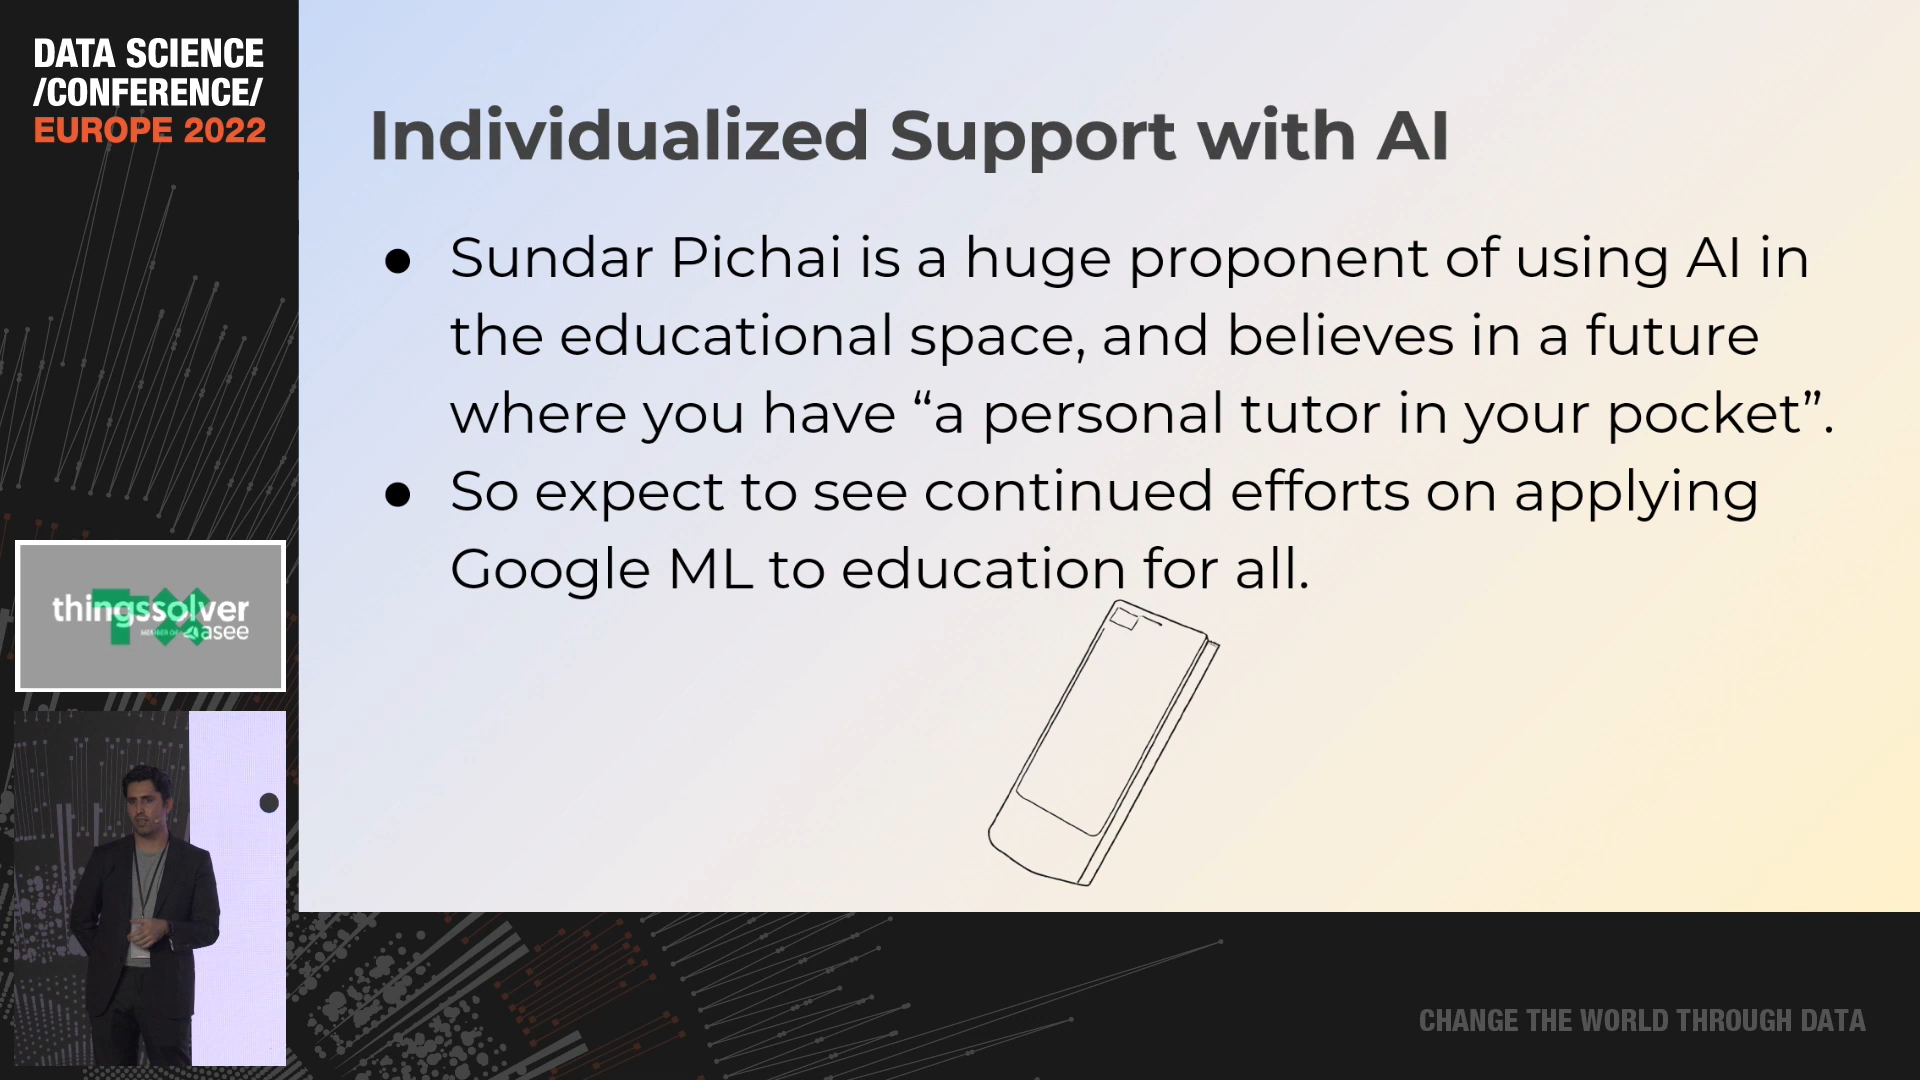 DATA SCIENCE
/CONFERENCE/
EUROPE 2022
Individualized Support with AI
● Sundar Pichai is a huge proponent of using AI in
the educational space, and believes in a future
where you have “a personal tutor in your pocket”.
● So expect to see continued efforts on applying
Google ML to education for all.
thingssolver
MEMBER OF asee
CHANGE THE WORLD THROUGH DATA